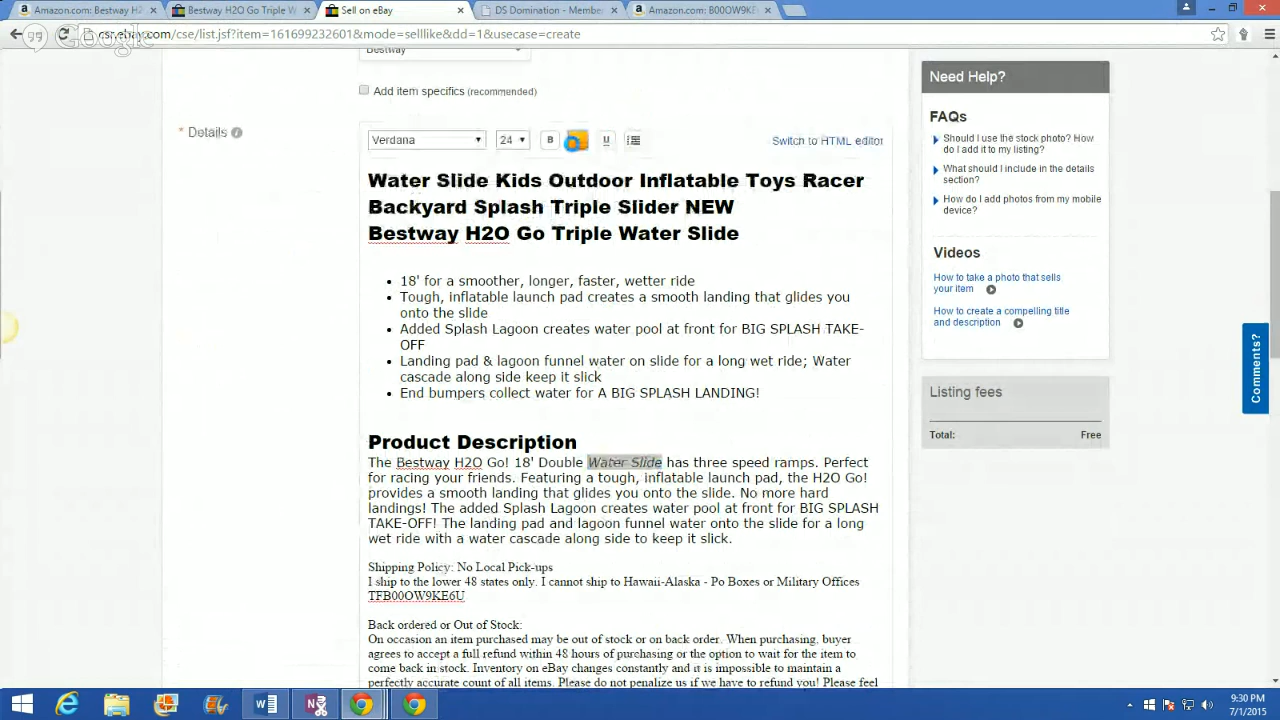 Amazon.com: Bestway H2
Bestway H2O Go Triple W
Sell on eBay
DS Domination - Member
Amazon.com: B00OW9KE
csr.ebay.com/cse/list.jsf?item=161699232601&mode=selllike&dd=1&usecase=create
Google
Bestway
Add item specifics (recommended)
* Details
Verdana
24
B
U
Switch to HTML editor
Water Slide Kids Outdoor Inflatable Toys Racer
Backyard Splash Triple Slider NEW
Bestway H2O Go Triple Water Slide
• 18' for a smoother, longer, faster, wetter ride
• Tough, inflatable launch pad creates a smooth landing that glides you
onto the slide
• Added Splash Lagoon creates water pool at front for BIG SPLASH TAKE-
OFF
• Landing pad & lagoon funnel water on slide for a long wet ride; Water
cascade along side keep it slick
• End bumpers collect water for A BIG SPLASH LANDING!
Product Description
The Bestway H2O Go! 18' Double Water Slide has three speed ramps. Perfect
for racing your friends. Featuring a tough, inflatable launch pad, the H2O Go!
provides a smooth landing that glides you onto the slide. No more hard
landings! The added Splash Lagoon creates water pool at front for BIG SPLASH
TAKE-OFF! The landing pad and lagoon funnel water onto the slide for a long
wet ride with a water cascade along side to keep it slick.
Shipping Policy: No Local Pick-ups
I ship to the lower 48 states only. I cannot ship to Hawaii-Alaska - Po Boxes or Military Offices
TFB00OW9KE6U
Back ordered or Out of Stock:
On occasion an item purchased may be out of stock or on back order. When purchasing, buyer
agrees to accept a full refund within 48 hours of purchasing or the option to wait for the item to
come back in stock. Inventory on eBay changes constantly and it is impossible to maintain a
perfectly accurate count of all items. Please do not penalize us if we have to refund you! Please feel
Need Help?
FAQs
Should I use the stock photo? How
do I add it to my listing?
What should I include in the details
section?
How do I add photos from my mobile
device?
Videos
How to take a photo that sells
your item
How to create a compelling title
and description
Listing fees
Total: Free
Comments?
9:30 PM
7/1/2015